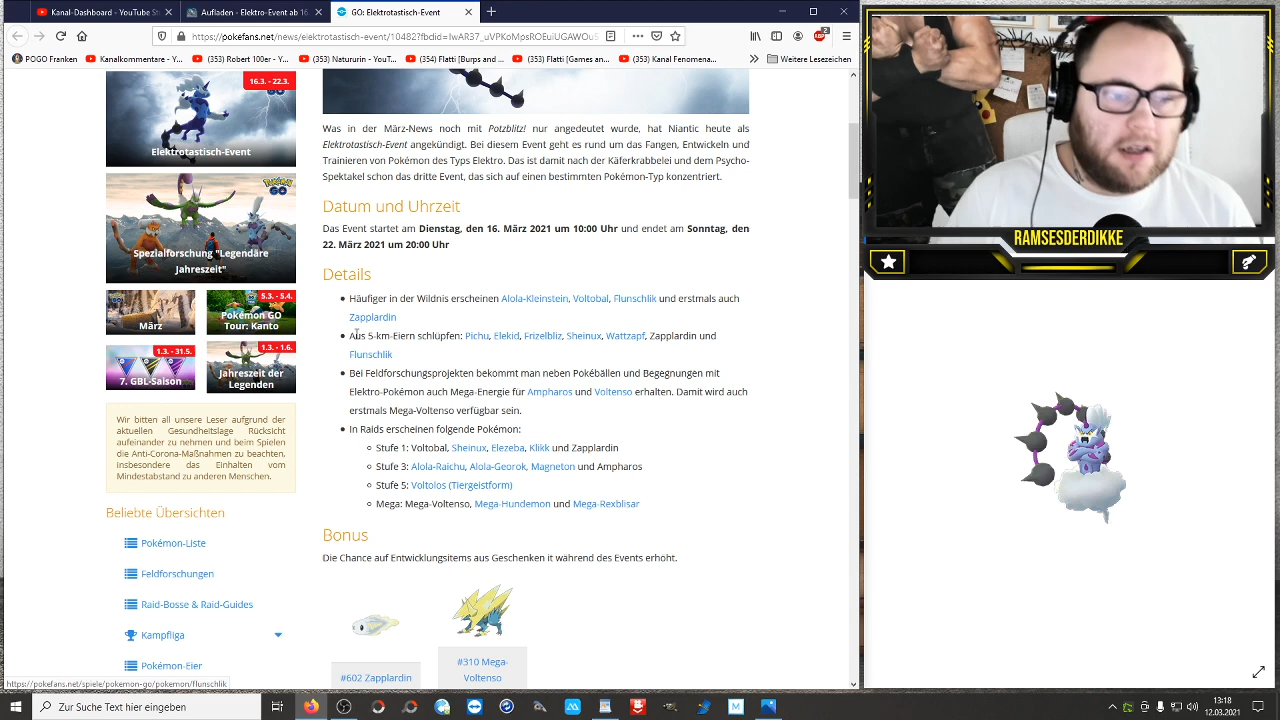 Kanal-Dashboard - YouTube St
Aufladen - Elektro-Event ab
GO: Elektrotastisch-Event
POGO Franken
Kanalkommentare - Y...
(353) Robert 100er - YT...
(353) Natururin - YouT...
(354) Flatti [Burps and ...
(353) Flatti [Games an...
(353) Kanal Fenomena...
Weitere Lesezeichen
16.3. - 22.3.
Elektrotastisch-Event
Spezialforschung "Legendäre
Jahreszeit"
März
5.3. - 5.4.
Pokémon GO
Tour: Kanto
1.3. - 31.5.
7. GBL-Saison
1.3. - 1.6.
Jahreszeit der
Legenden
Wir bitten all unsere Leser aufgrund der
aktuellen Gesundheitslage Rücksicht
aufeinander zu nehmen und beim Spielen
die Anti-Corona-Maßnahmen zu beachten,
insbesondere das Einhalten vom
Mindestabstand zu anderen Menschen.
Beliebte Übersichten
Pokémon-Liste
Feldforschungen
Raid-Bosse & Raid-Guides
Kampfliga
Pokémon-Eier
Was in der März-News noch mit Potzblitz! nur angedeutet wurde, hat Niantic heute als
Elektrotastisch-Event angekündigt. Bei diesem Event geht es rund um das Fangen, Entwickeln und
Trainieren von Pokémon des Typs Elektro. Das ist damit nach der Käferkrabbelei und dem Psycho-
Spektakel schon das dritte Event, das sich auf einen bestimmten Pokémon-Typ konzentriert.
Datum und Uhrzeit
Das Event beginnt am Dienstag, den 16. März 2021 um 10:00 Uhr und endet am Sonntag, den
22. März 2021 um 20:00 Uhr
Details
Häufiger in der Wildnis erscheinen Alola-Kleinstein, Voltobal, Flunschlik und erstmals auch
Zapplardin
Aus 5-km-Eiern schlüpfen: Pichu, Elekid, Frizelbliz, Sheinux, Wattzapf, Zapplardin und
Flunschlik
Bei Feldforschungsprojekten bekommt man neben Pokébällen und Begegnungen mit
Elektro-Pokémon auch Mega-Energie für Ampharos und Voltenso erhalten. Damit wird auch
Mega-Voltenso verfügbar sein.
In Raids erscheinen folgende Pokémon:
Stufe 1: Voltobal, Sheinux, Elezeba, Klikk und Zapplardin
Stufe 3: Alola-Raichu, Alola-Georok, Magneton und Ampharos
Stufe 5: Voltolos (Tiergeistform)
Mega: Mega-Voltenso, Mega-Hundemon und Mega-Rexblisar
Bonus
Die Chance auf Entwicklungsitems aus Geschenken it während des Events erhöht.
#602 Zapplardin
#310 Mega-
Voltenso
https://pokefans.net/spiele/pokemon-go/pokemon/flunschlik
RAMSESDERDIKKE
Zur Suche Text hier eingeben
13:18
12.03.2021